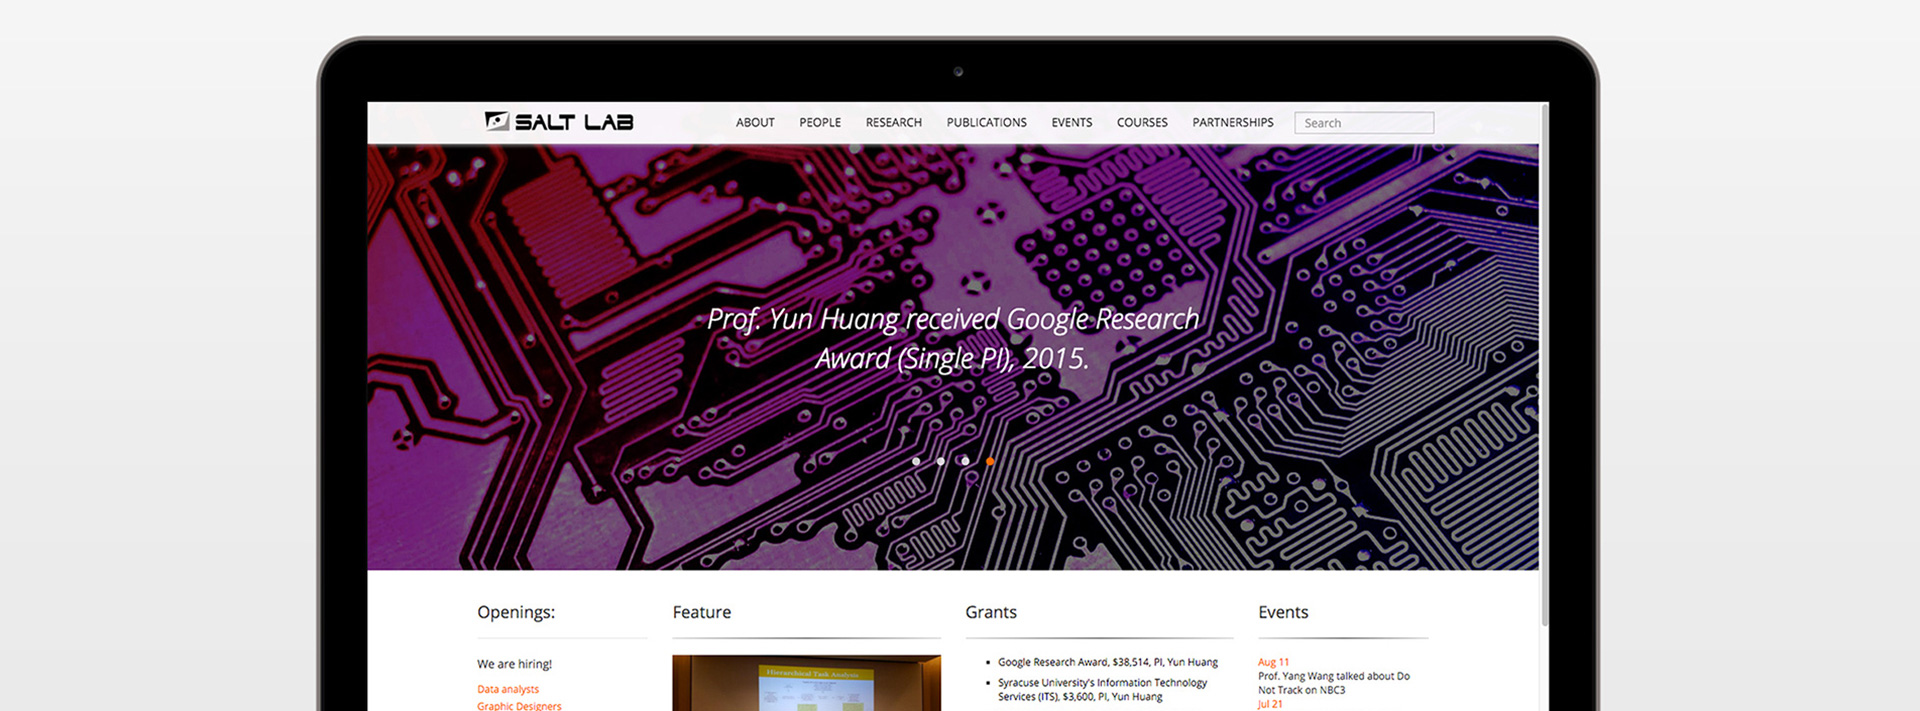 SALT LAB
ABOUT PEOPLE RESEARCH PUBLICATIONS EVENTS COURSES PARTNERSHIPS Search
Prof. Yun Huang received Google Research
Award (Single PI), 2015.
Openings:
We are hiring!
Data analysts
Graphic Designers
Feature
Hierarchical Task Analysis
Grants
Google Research Award, $38,514, PI, Yun Huang
Syracuse University's Information Technology
Services (ITS), $3,600, PI, Yun Huang
Events
Aug 11
Prof. Yang Wang talked about Do
Not Track on NBC3
Jul 21